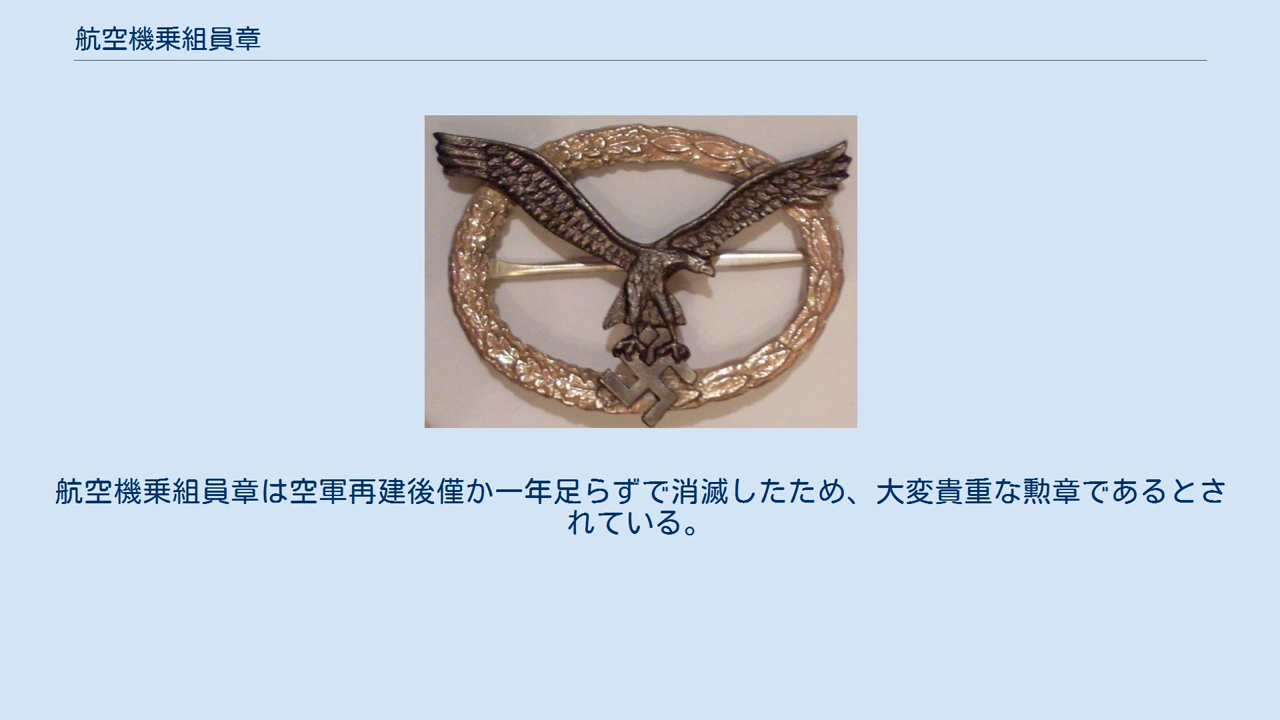 航空機乗組員章
航空機乗組員章は空軍再建後僅か一年足らずで消滅したため、大変貴重な勲章であるとさ
れている。